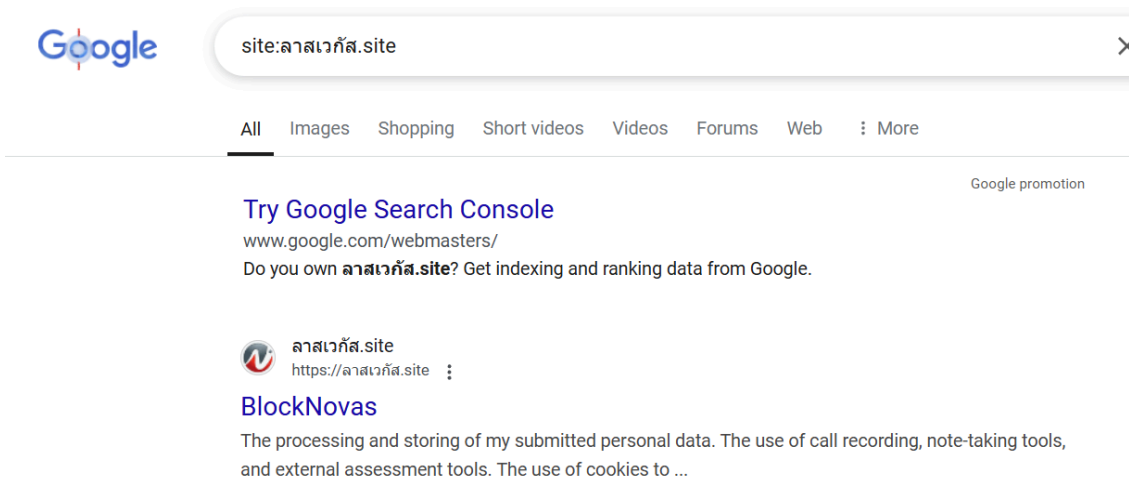 Google
site:ลาสเวกัส.site
All Images Shopping Short videos Videos Forums Web More
Google promotion
Try Google Search Console
www.google.com/webmasters/
Do you own ลาสเวกัส.site? Get indexing and ranking data from Google.
ลาสเวกัส.site
https://ลาสเวกัส.site
BlockNovas
The processing and storing of my submitted personal data. The use of call recording, note-taking tools,
and external assessment tools. The use of cookies to ...